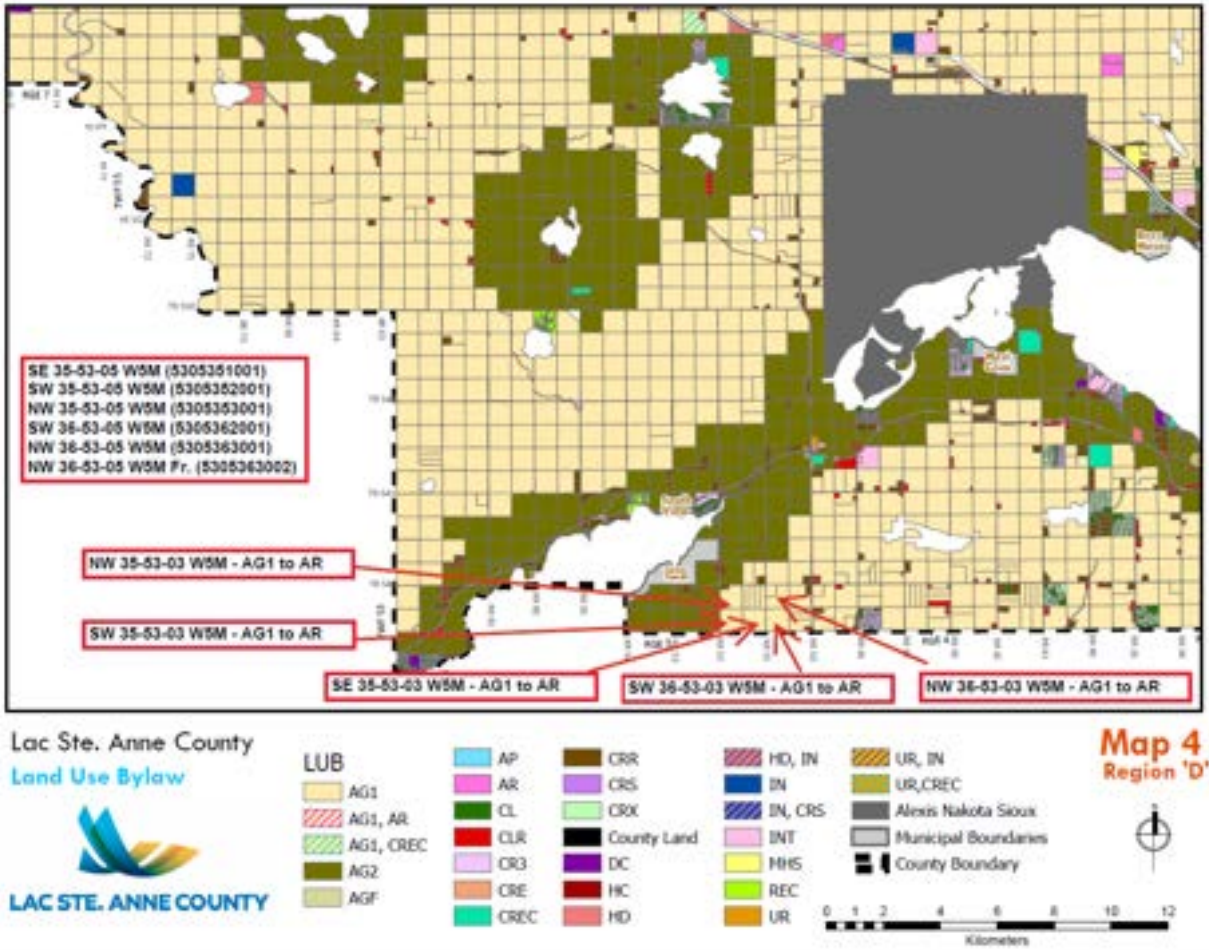 RGE 7
TWP 55
SE 35-53-05 W5M (5305351001)
SW 35-53-05 W5M (5305352001)
NW 35-53-05 W5M (5305353001)
SW 36-53-05 W5M (5305362001)
NW 36-53-05 W5M (5305363001)
NW 36-53-05 W5M Fr. (5305363002)
NW 35-53-03 W5M - AG1 to AR
SW 35-53-03 W5M - AG1 to AR
SE 35-53-03 W5M - AG1 to AR
SW 36-53-03 W5M - AG1 to AR
NW 36-53-03 W5M - AG1 to AR
Lac Ste. Anne County
Land Use Bylaw
LAC STE. ANNE COUNTY
LUB
AG1
AG1, AR
AG1, CREC
AG2
AGF
AP
AR
CL
CLR
CR3
CRE
CREC
CRR
CRS
CRX
County Land
DC
HC
HD
HD, IN
IN
IN, CRS
INT
MHS
REC
UR
UR, IN
UR,CREC
Alexis Nakota Sioux
Municipal Boundaries
County Boundary
Map 4
Region 'D'
0 1 2 4 6 8 10 12
Kilometers